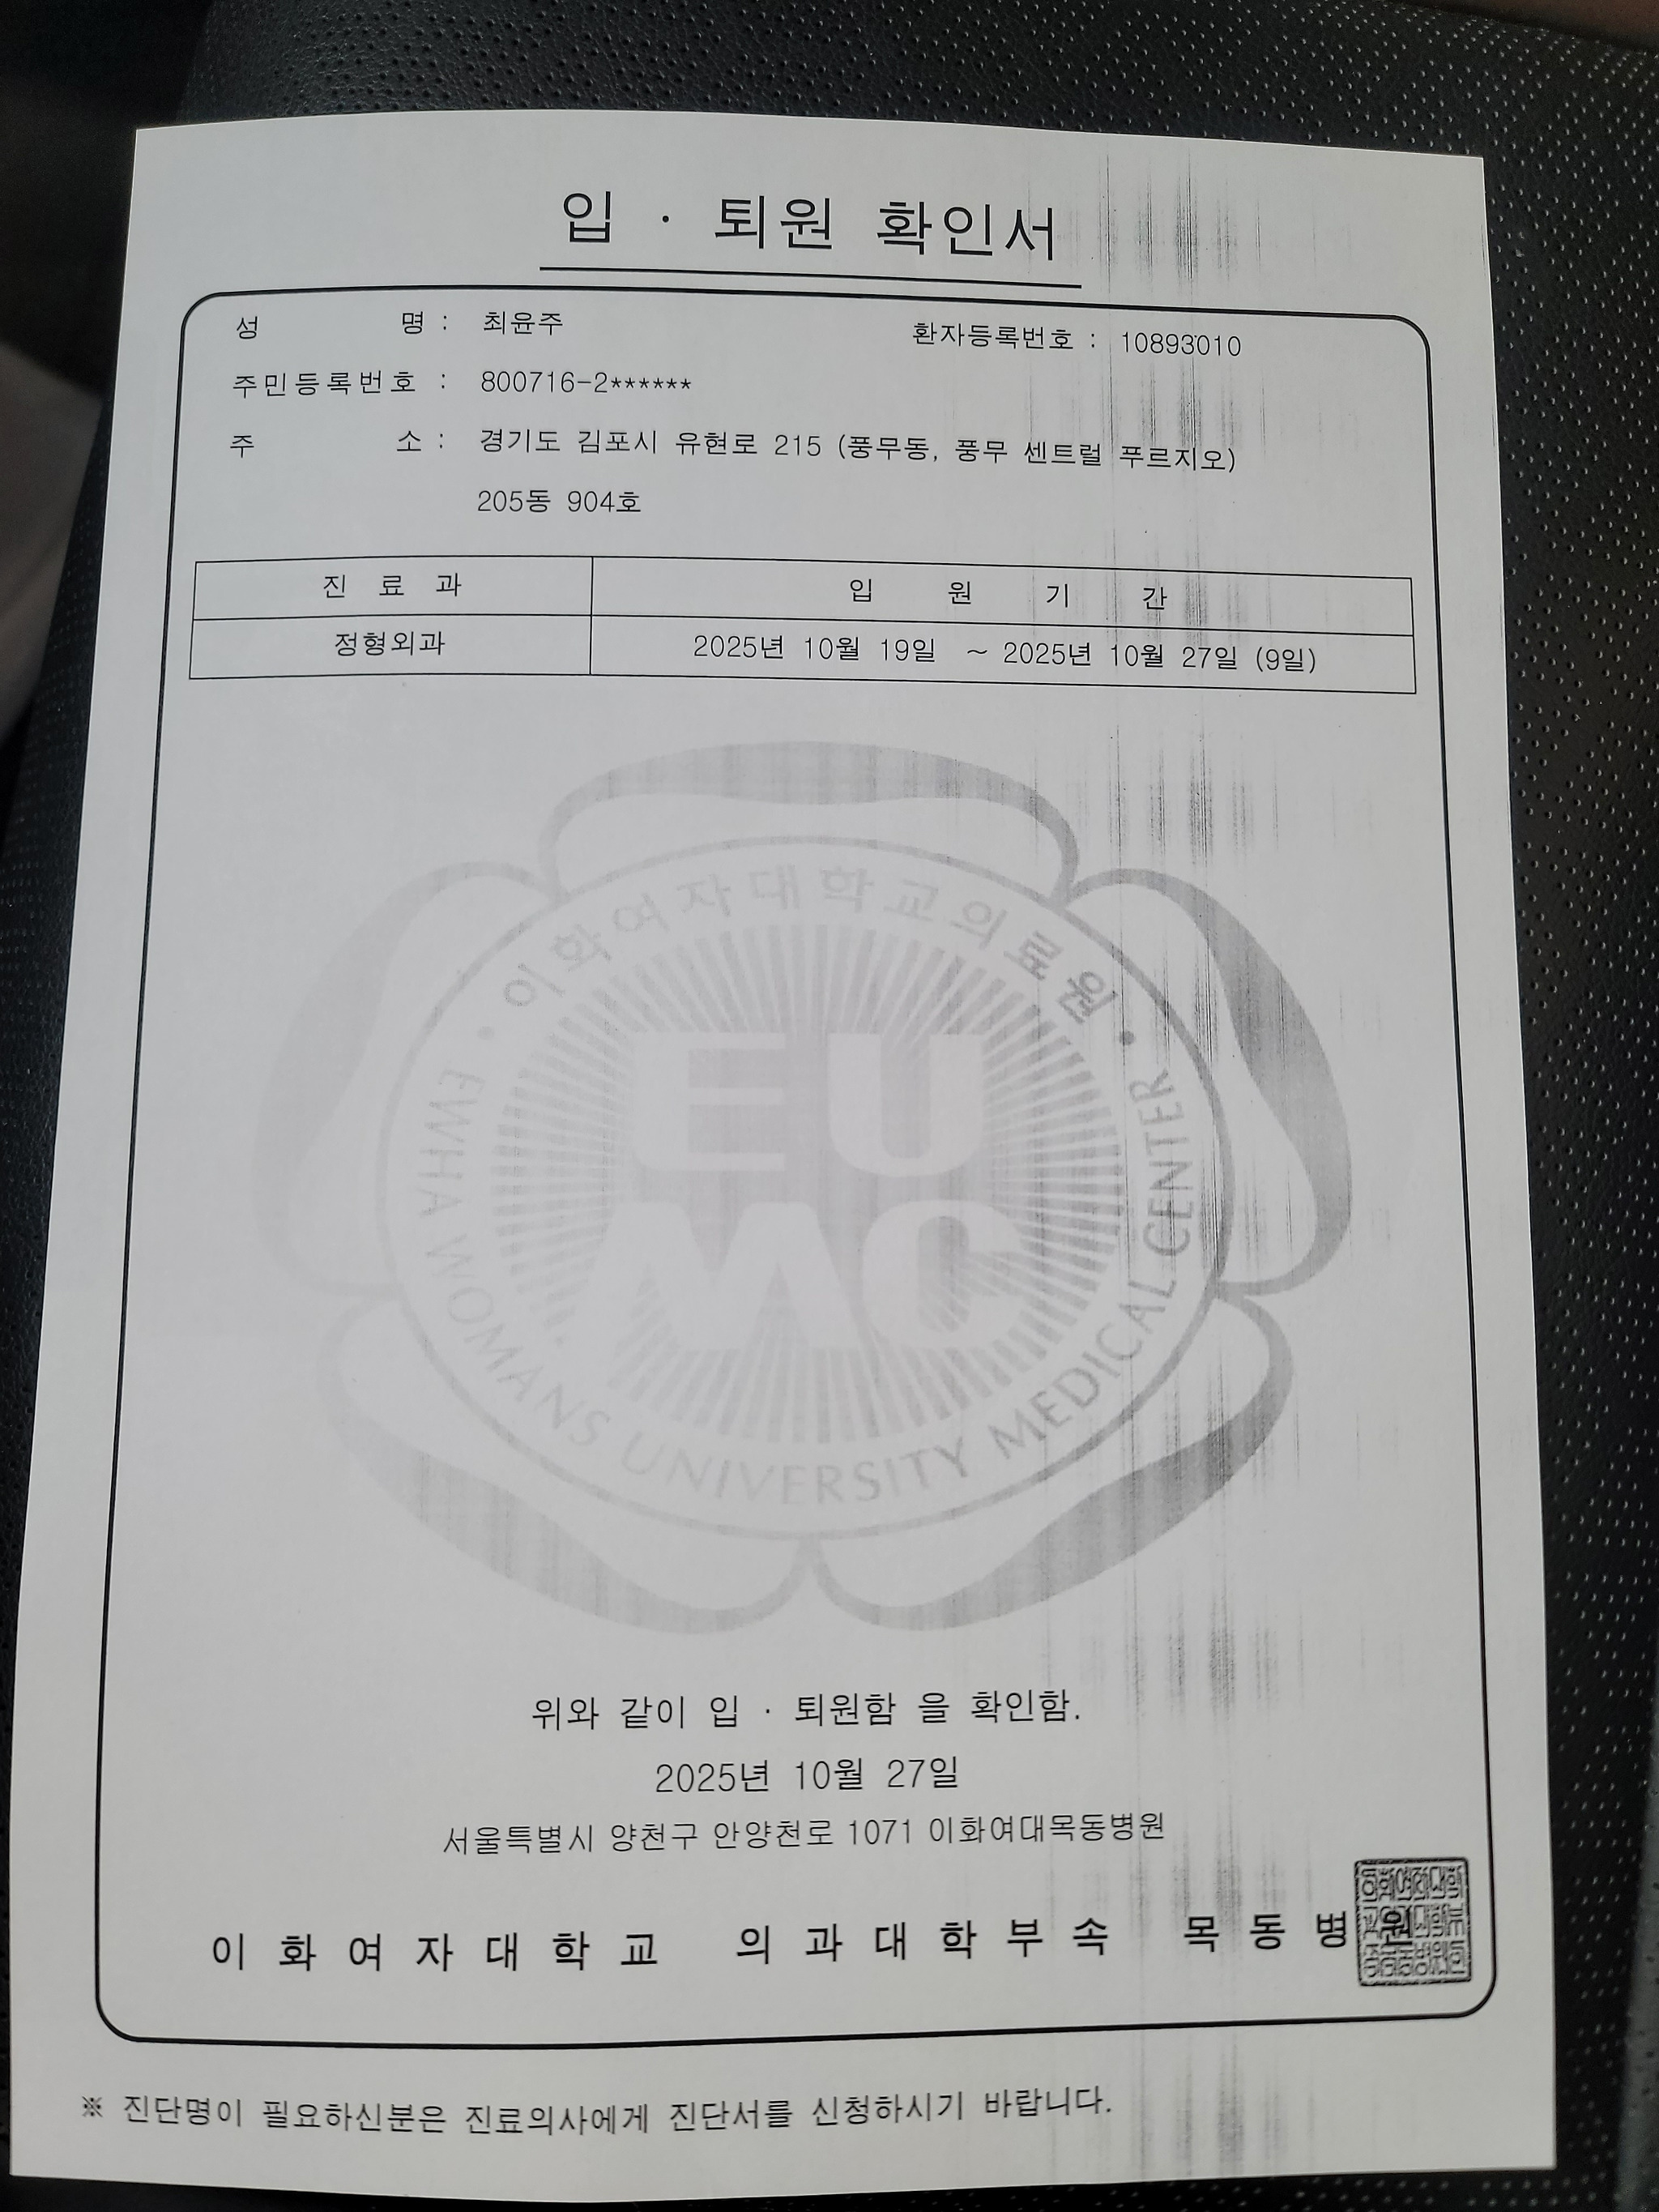 입 · 퇴원 확인서
성 명 : 최윤주 환자등록번호 : 10893010
주민등록번호 : 800716-2******
주 소 : 경기도 김포시 유현로 215 (풍무동, 풍무 센트럴 푸르지오)
205동 904호
진 료 과 입 원 기 간
정형외과 2025년 10월 19일 ~ 2025년 10월 27일 (9일)
이화여자대학교의료원
EU
MC
EWHA WOMANS UNIVERSITY MEDICAL CENTER
위와 같이 입 · 퇴원함 을 확인함.
2025년 10월 27일
서울특별시 양천구 안양천로 1071 이화여대목동병원
이 화 여 자 대 학 교 의 과 대 학 부 속 목 동 병 원
※ 진단명이 필요하신분은 진료의사에게 진단서를 신청하시기 바랍니다.